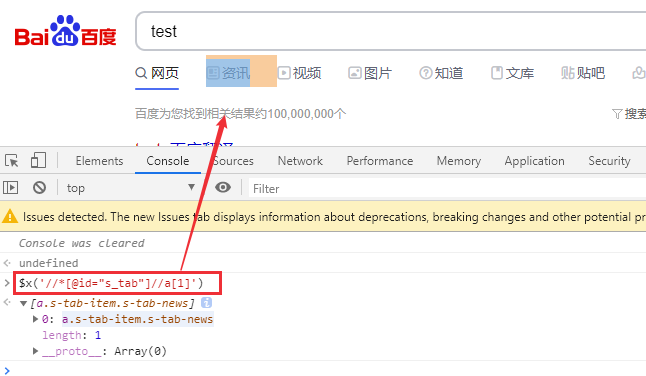 Bai du 百度
test
网页 资讯 视频 图片 知道 文库 贴 贴吧
百度为您找到相关结果约100,000,000个 搜索
Elements Console Sources Network Performance Memory Application Security
top Filter
Issues detected. The new Issues tab displays information about deprecations, breaking changes and other potential pr
Console was cleared
undefined
$x('//*[@id="s_tab"]//a[1]')
[a.s-tab-item.s-tab-news] i
0: a.s-tab-item.s-tab-news
length: 1
__proto__: Array(0)